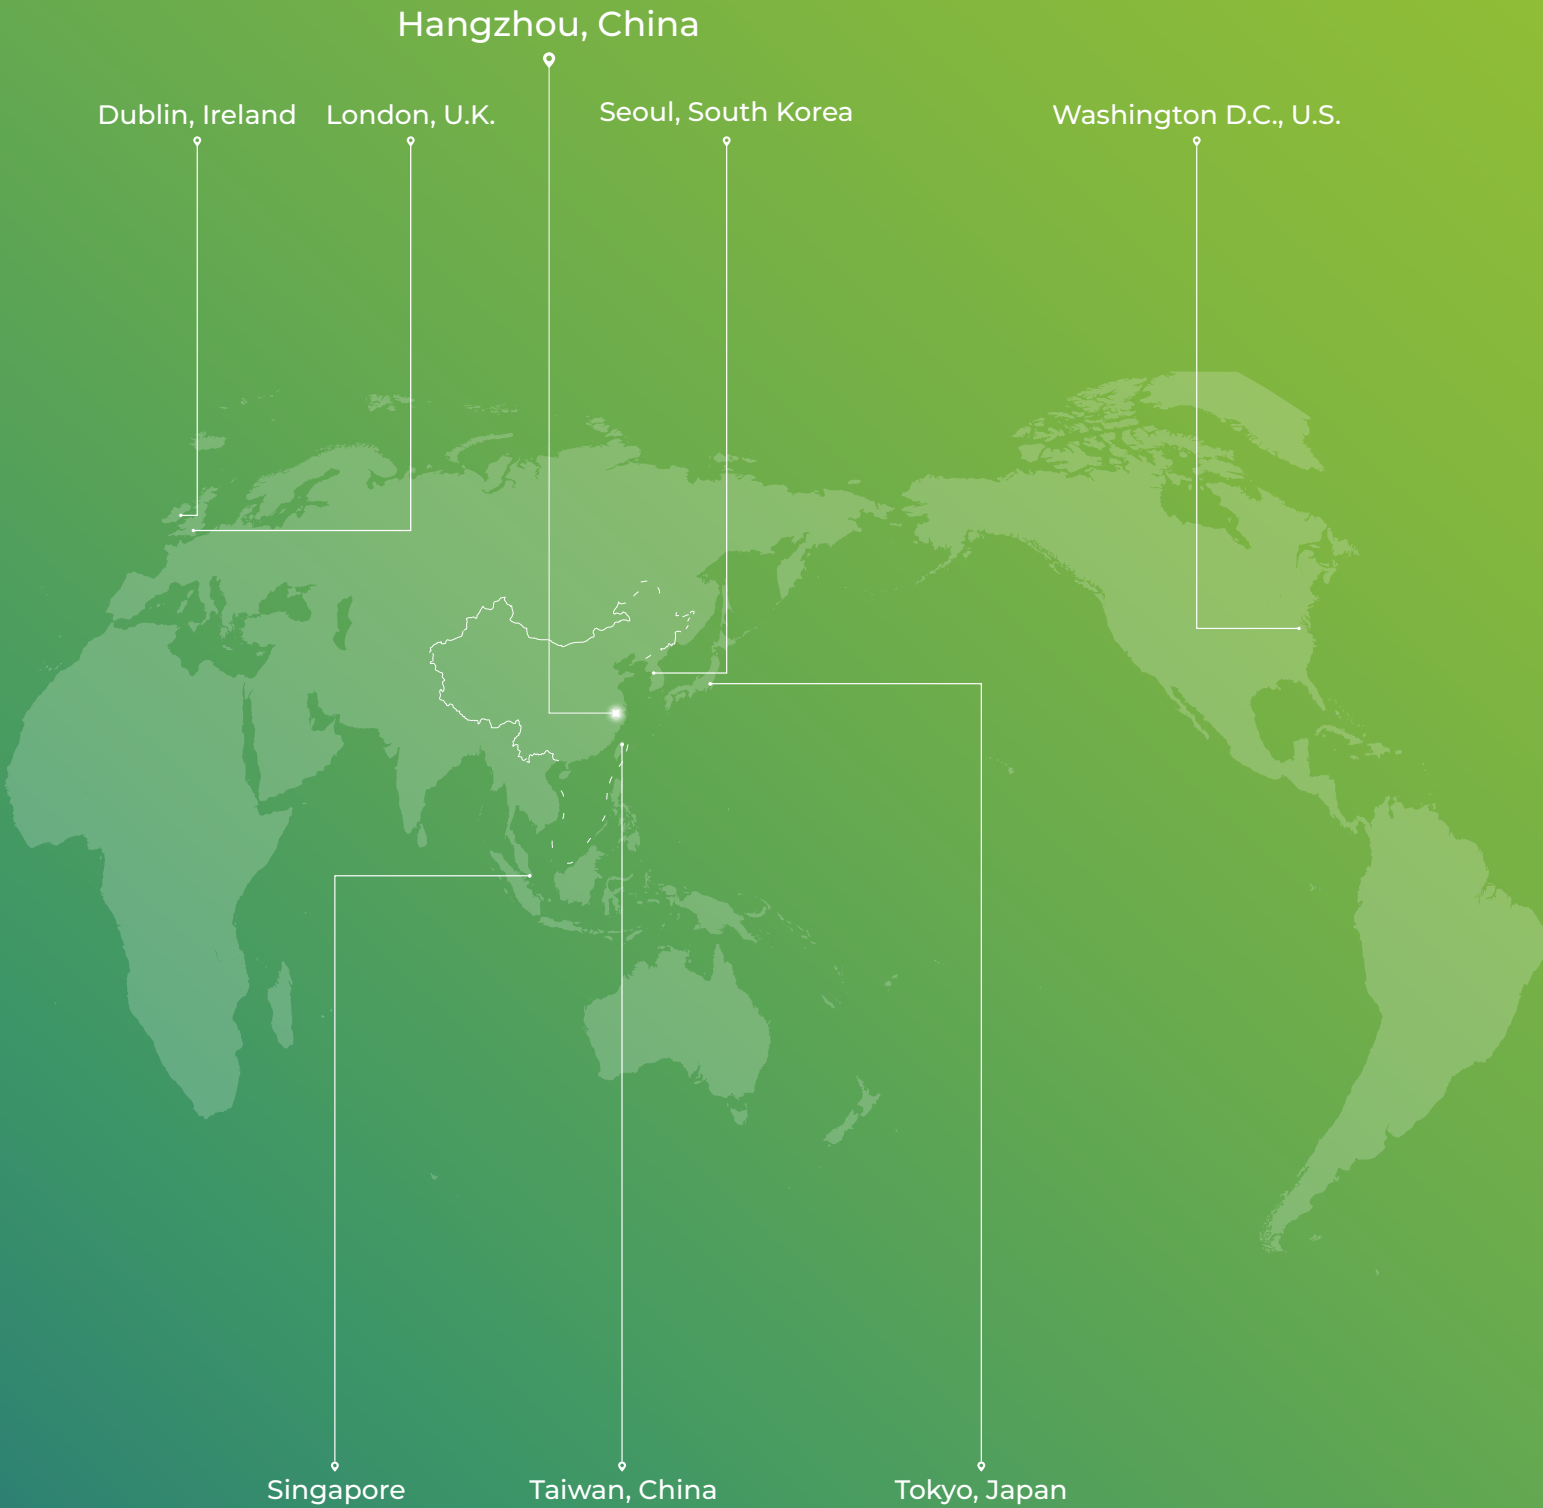 Hangzhou, China
Dublin, Ireland
London, U.K.
Seoul, South Korea
Washington D.C., U.S.
Singapore
Taiwan, China
Tokyo, Japan